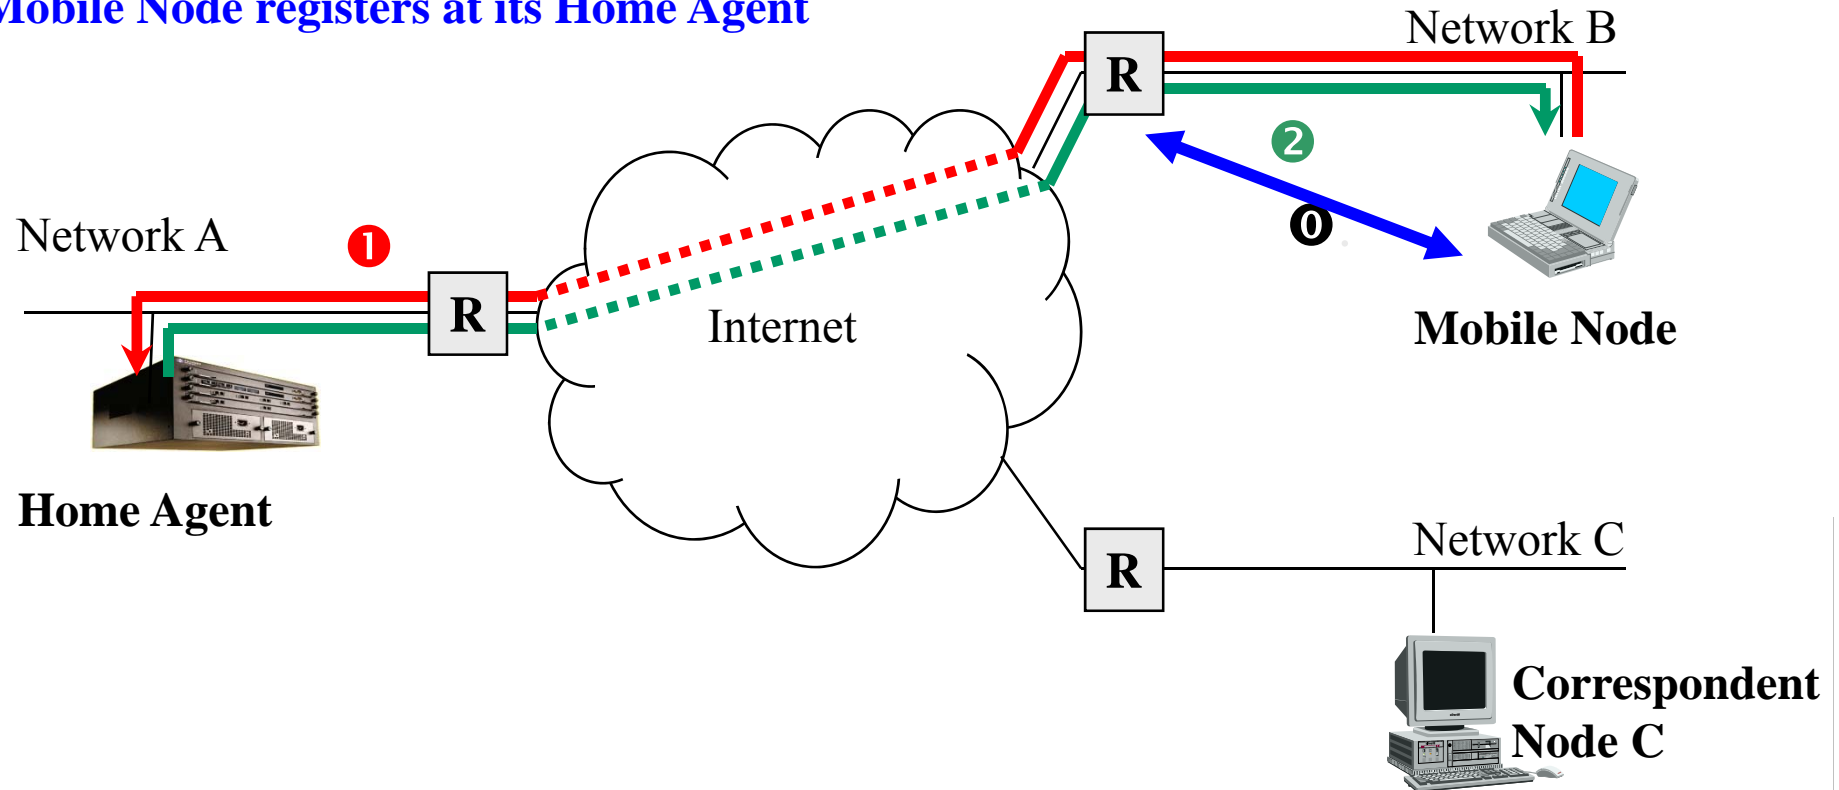 Mobile Node registers at its Home Agent
Network B
R
2
Network A
1
0
R
Internet
Mobile Node
Home Agent
Network C
R
Correspondent
Node C